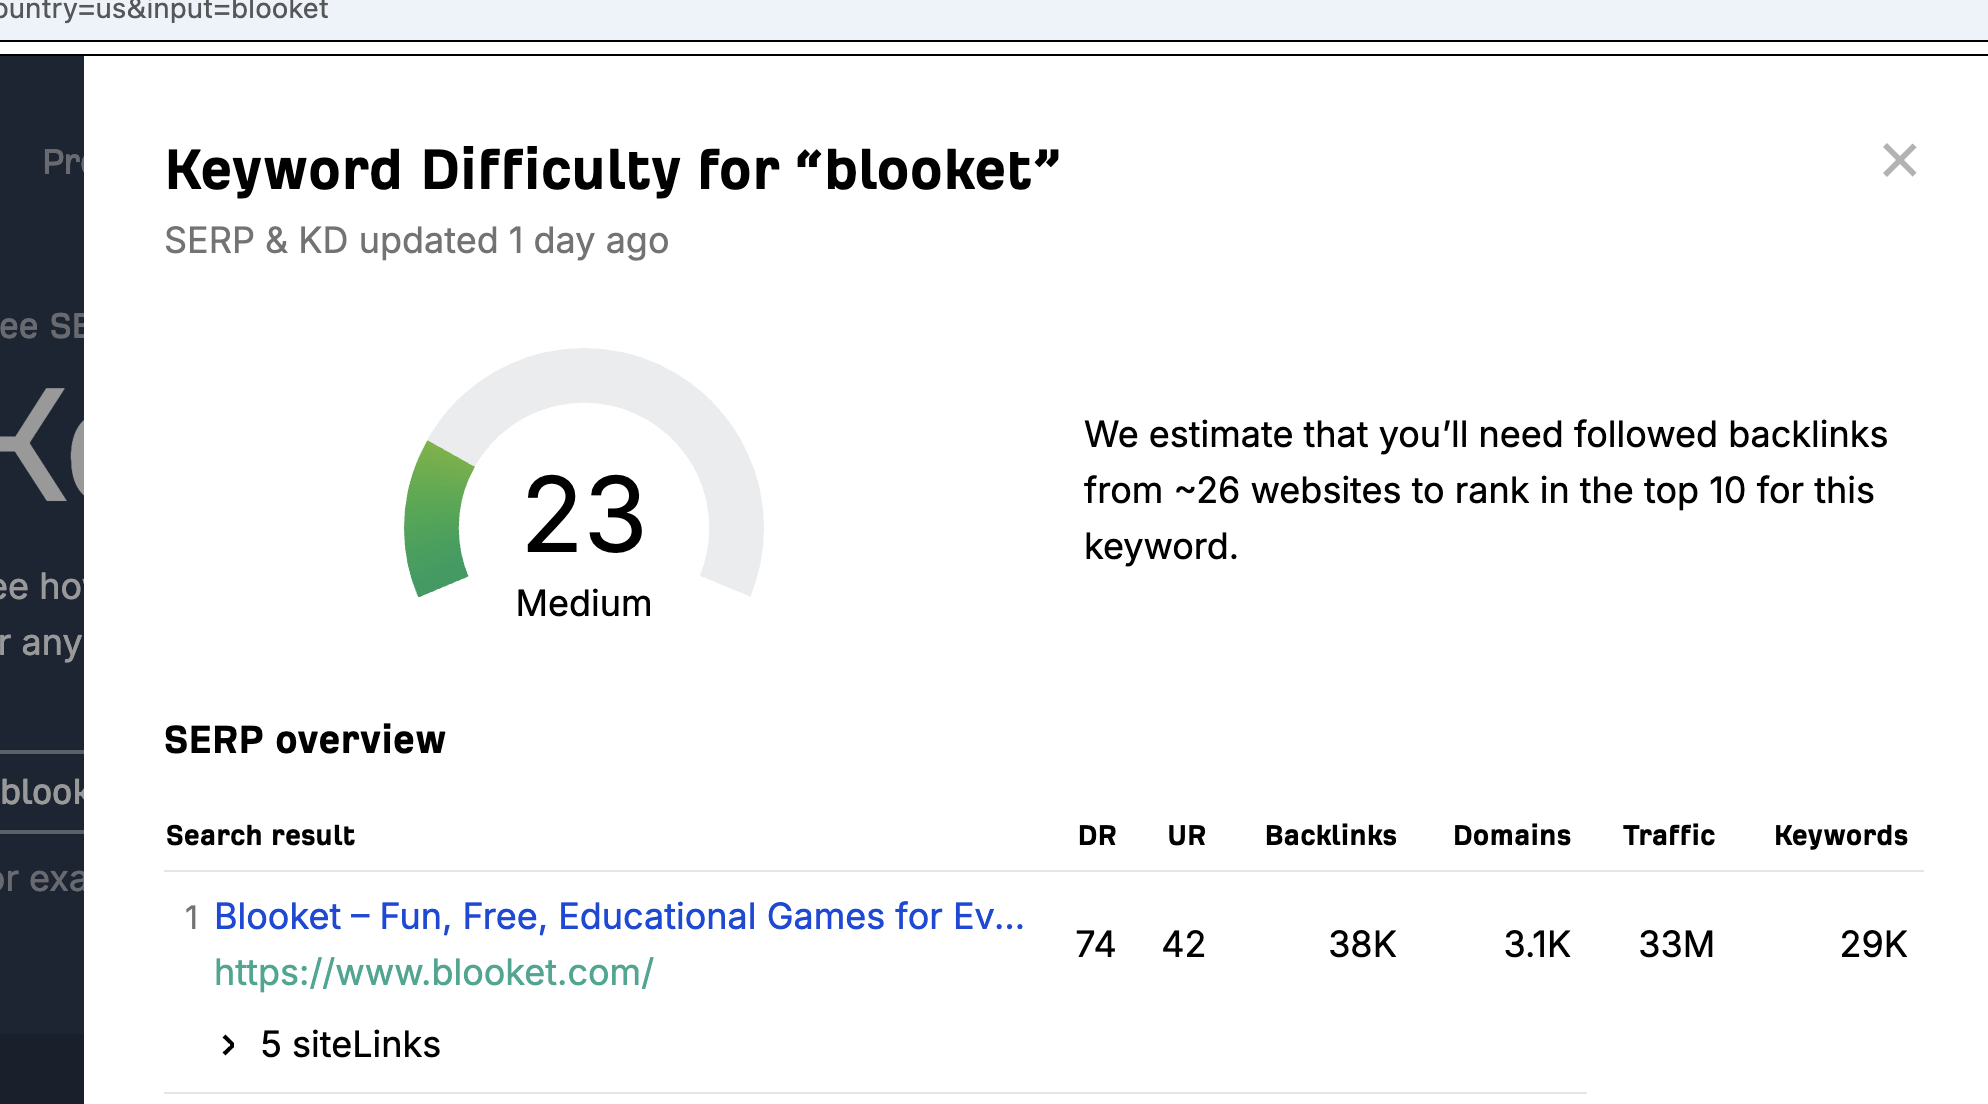 ountry=us&input=blooket
Keyword Difficulty for “blooket”
SERP & KD updated 1 day ago
23
Medium
We estimate that you’ll need followed backlinks
from ~26 websites to rank in the top 10 for this
keyword.
SERP overview
Search result DR UR Backlinks Domains Traffic Keywords
1 Blooket – Fun, Free, Educational Games for Ev... 74 42 38K 3.1K 33M 29K
https://www.blooket.com/
5 siteLinks
Pr
ee SE
ee ho
r any
blook
or exa